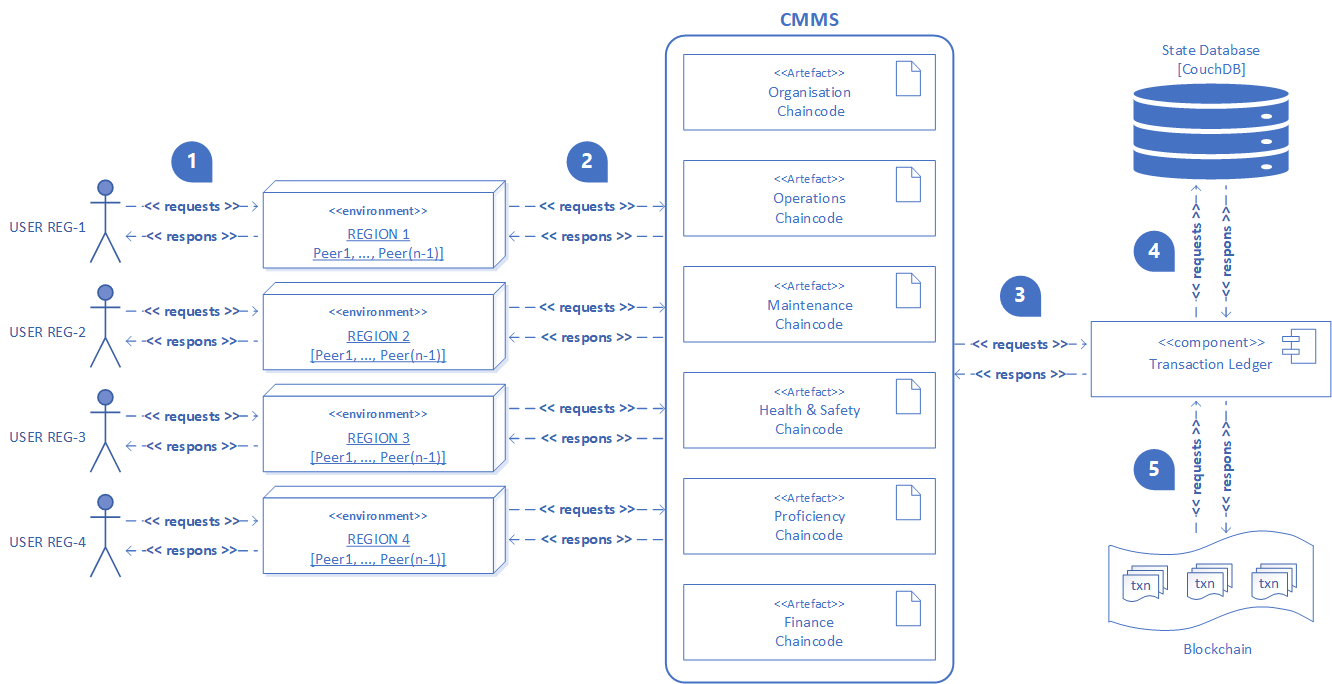 CMMS
State Database
[CouchDB]
<<Artefact>>
Organisation
Chaincode
1
2
<<Artefact>>
Operations
Chaincode
USER REG-1
<< requests >>
<< respons >>
<<environment>>
REGION 1
Peer1, ..., Peer(n-1)]
<< requests >>
<< respons >>
4
<< requests >>
<< respons >>
USER REG-2
<< requests >>
<< respons >>
<<environment>>
REGION 2
[Peer1, ..., Peer(n-1)]
<< requests >>
<< respons >>
<<Artefact>>
Maintenance
Chaincode
3
<< requests >>
<< respons >>
<<component>>
Transaction Ledger
USER REG-3
<< requests >>
<< respons >>
<<environment>>
REGION 3
[Peer1, ..., Peer(n-1)]
<< requests >>
<< respons >>
<<Artefact>>
Health & Safety
Chaincode
5
<< requests >>
<< respons >>
USER REG-4
<< requests >>
<< respons >>
<<environment>>
REGION 4
[Peer1, ..., Peer(n-1)]
<< requests >>
<< respons >>
<<Artefact>>
Proficiency
Chaincode
txn
txn
txn
Blockchain
<<Artefact>>
Finance
Chaincode